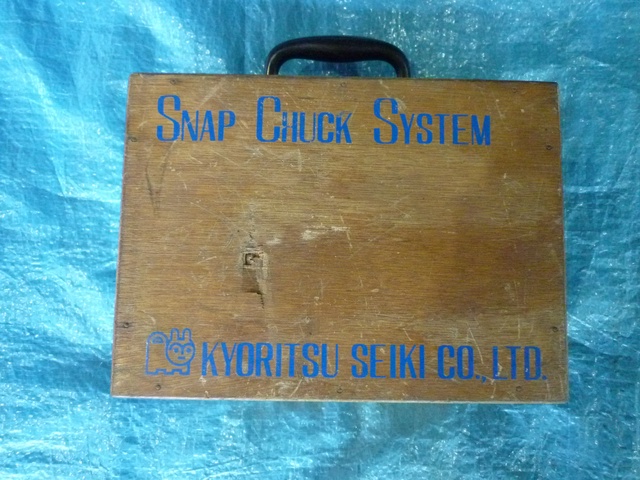 SNAP CHUCK SYSTEM
KYORITSU SEIKI CO., LTD.